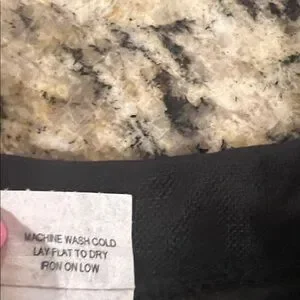 MACHINE WASH COLD
LAY FLAT TO DRY
IRON ON LOW